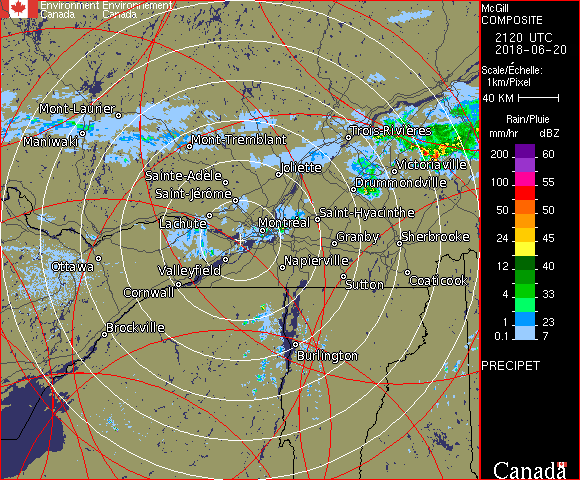 Environment Environnement
Canada Canada
McGill
COMPOSITE
2120 UTC
2018-06-20
Scale/Échelle:
1km/Pixel
40 KM
Rain/Pluie
mm/hr dBZ
200 60
100 55
50 50
24 45
12 40
4 33
1 23
0.1 7
PRECIPET
Canada
Mont-Laurier
Maniwaki
Mont-Tremblant
Trois-Rivières
Joliette
Victoriaville
Sainte-Adèle
Drummondville
Saint-Jérôme
Lachute
Montréal
Saint-Hyacinthe
Granby
Sherbrooke
Ottawa
Valleyfield
Napierville
Cornwall
Sutton
Coaticook
Brockville
Burlington